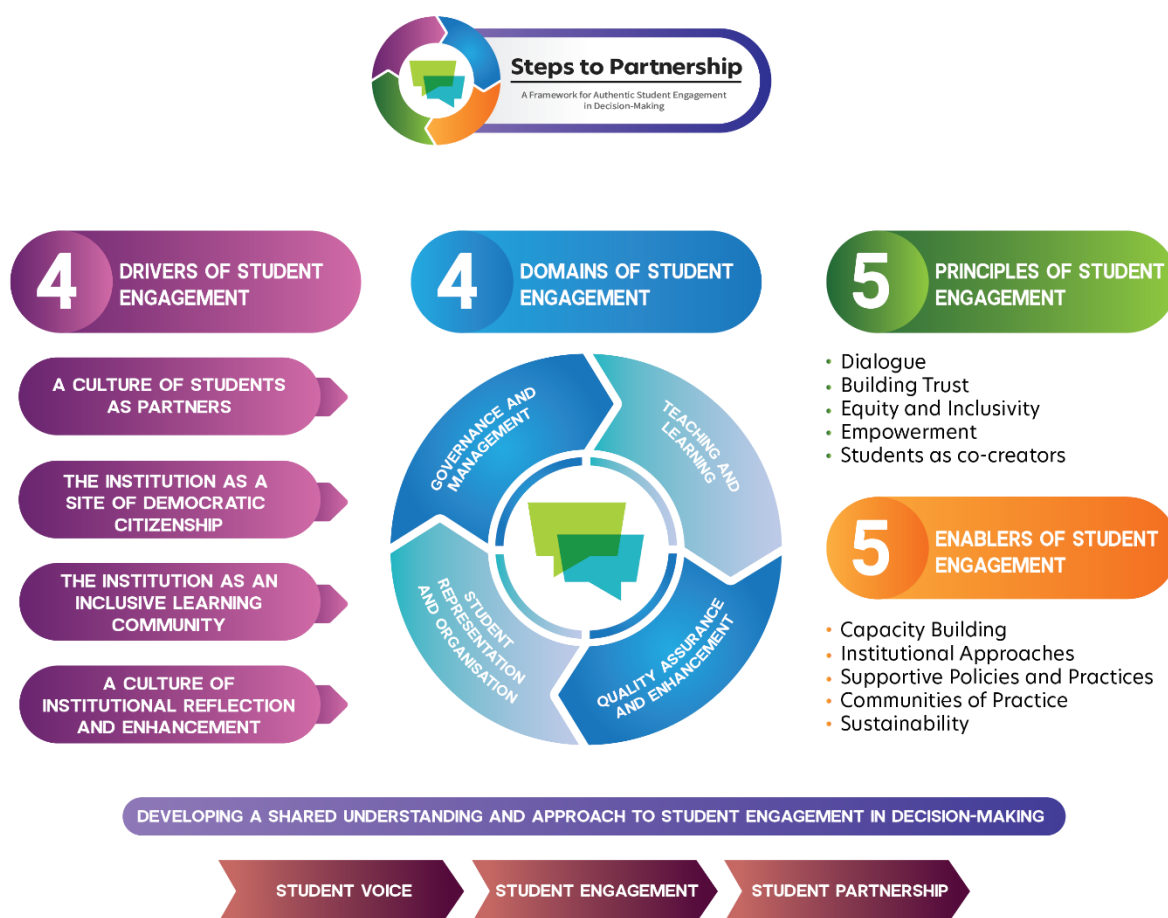 Steps to Partnership
A Framework for Authentic Student Engagement
in Decision-Making
4
DRIVERS OF STUDENT
ENGAGEMENT
A CULTURE OF STUDENTS
AS PARTNERS
THE INSTITUTION AS A
SITE OF DEMOCRATIC
CITIZENSHIP
THE INSTITUTION AS AN
INCLUSIVE LEARNING
COMMUNITY
A CULTURE OF
INSTITUTIONAL REFLECTION
AND ENHANCEMENT
4
DOMAINS OF STUDENT
ENGAGEMENT
GOVERNANCE AND
MANAGEMENT
TEACHING AND
LEARNING
QUALITY ASSURANCE
AND ENHANCEMENT
STUDENT
REPRESENTATION
AND ORGANISATION
5
PRINCIPLES OF STUDENT
ENGAGEMENT
• Dialogue
• Building Trust
• Equity and Inclusivity
• Empowerment
• Students as co-creators
5
ENABLERS OF STUDENT
ENGAGEMENT
• Capacity Building
• Institutional Approaches
• Supportive Policies and Practices
• Communities of Practice
• Sustainability
DEVELOPING A SHARED UNDERSTANDING AND APPROACH TO STUDENT ENGAGEMENT IN DECISION-MAKING
STUDENT VOICE
STUDENT ENGAGEMENT
STUDENT PARTNERSHIP